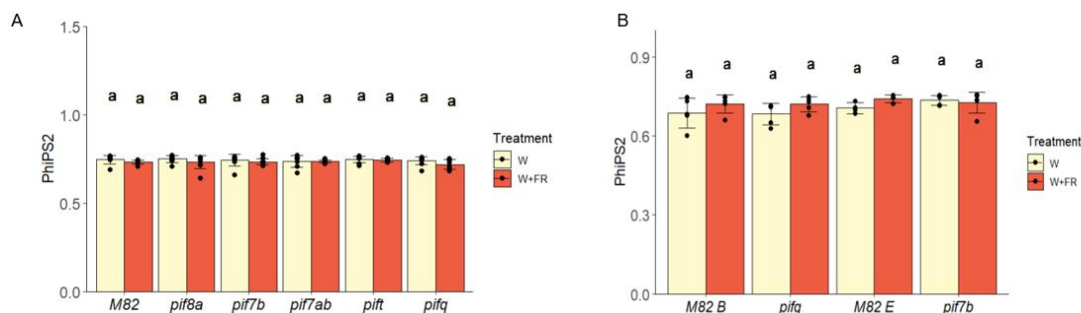 A
PhiPS2
1.5
1.0
0.5
0.0
a a a a a a a a a a a a
M82 pif8a pif7b pif7ab pift pifq
Treatment
W
W+FR
B
PhiPS2
0.9
0.6
0.3
0.0
a a a a a a a a
M82 B pifq M82 E pif7b
Treatment
W
W+FR